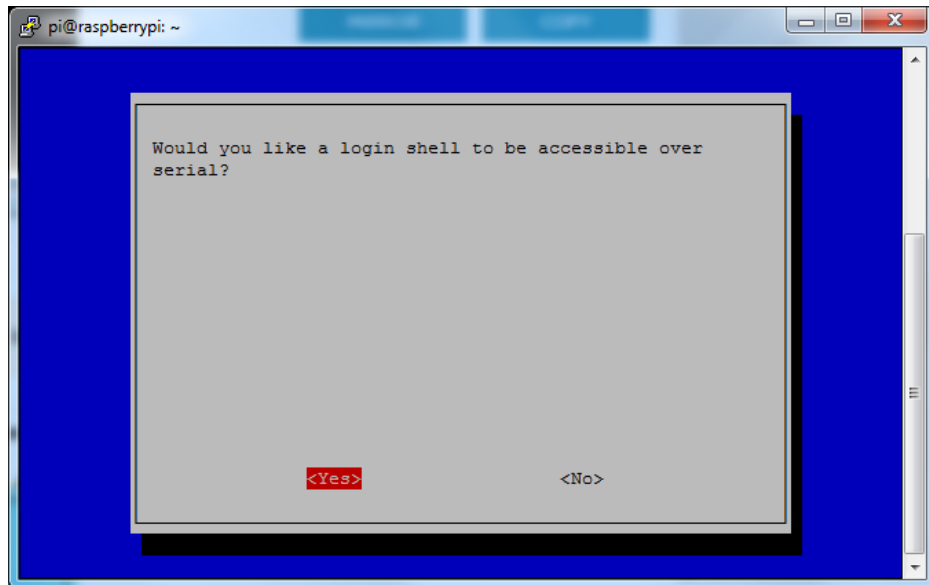 pi@raspberrypi: ~
Would you like a login shell to be accessible over
serial?
<Yes> <No>